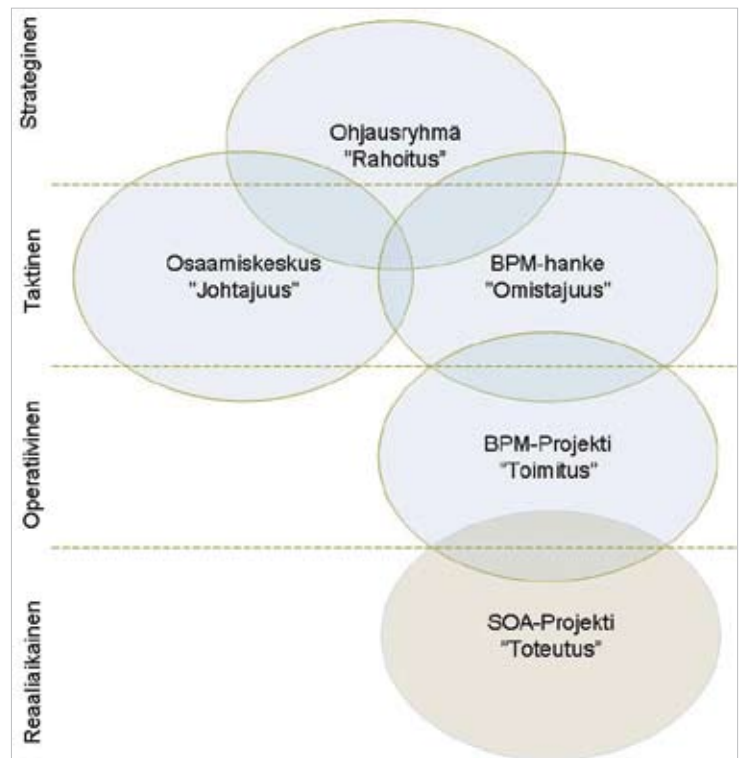 Strateginen
Ohjausryhmä
"Rahoitus"
Taktinen
Osaamiskeskus
"Johtajuus"
BPM-hanke
"Omistajuus"
Operatiivinen
BPM-Projekti
"Toimitus"
Reaaliaikainen
SOA-Projekti
"Toteutus"